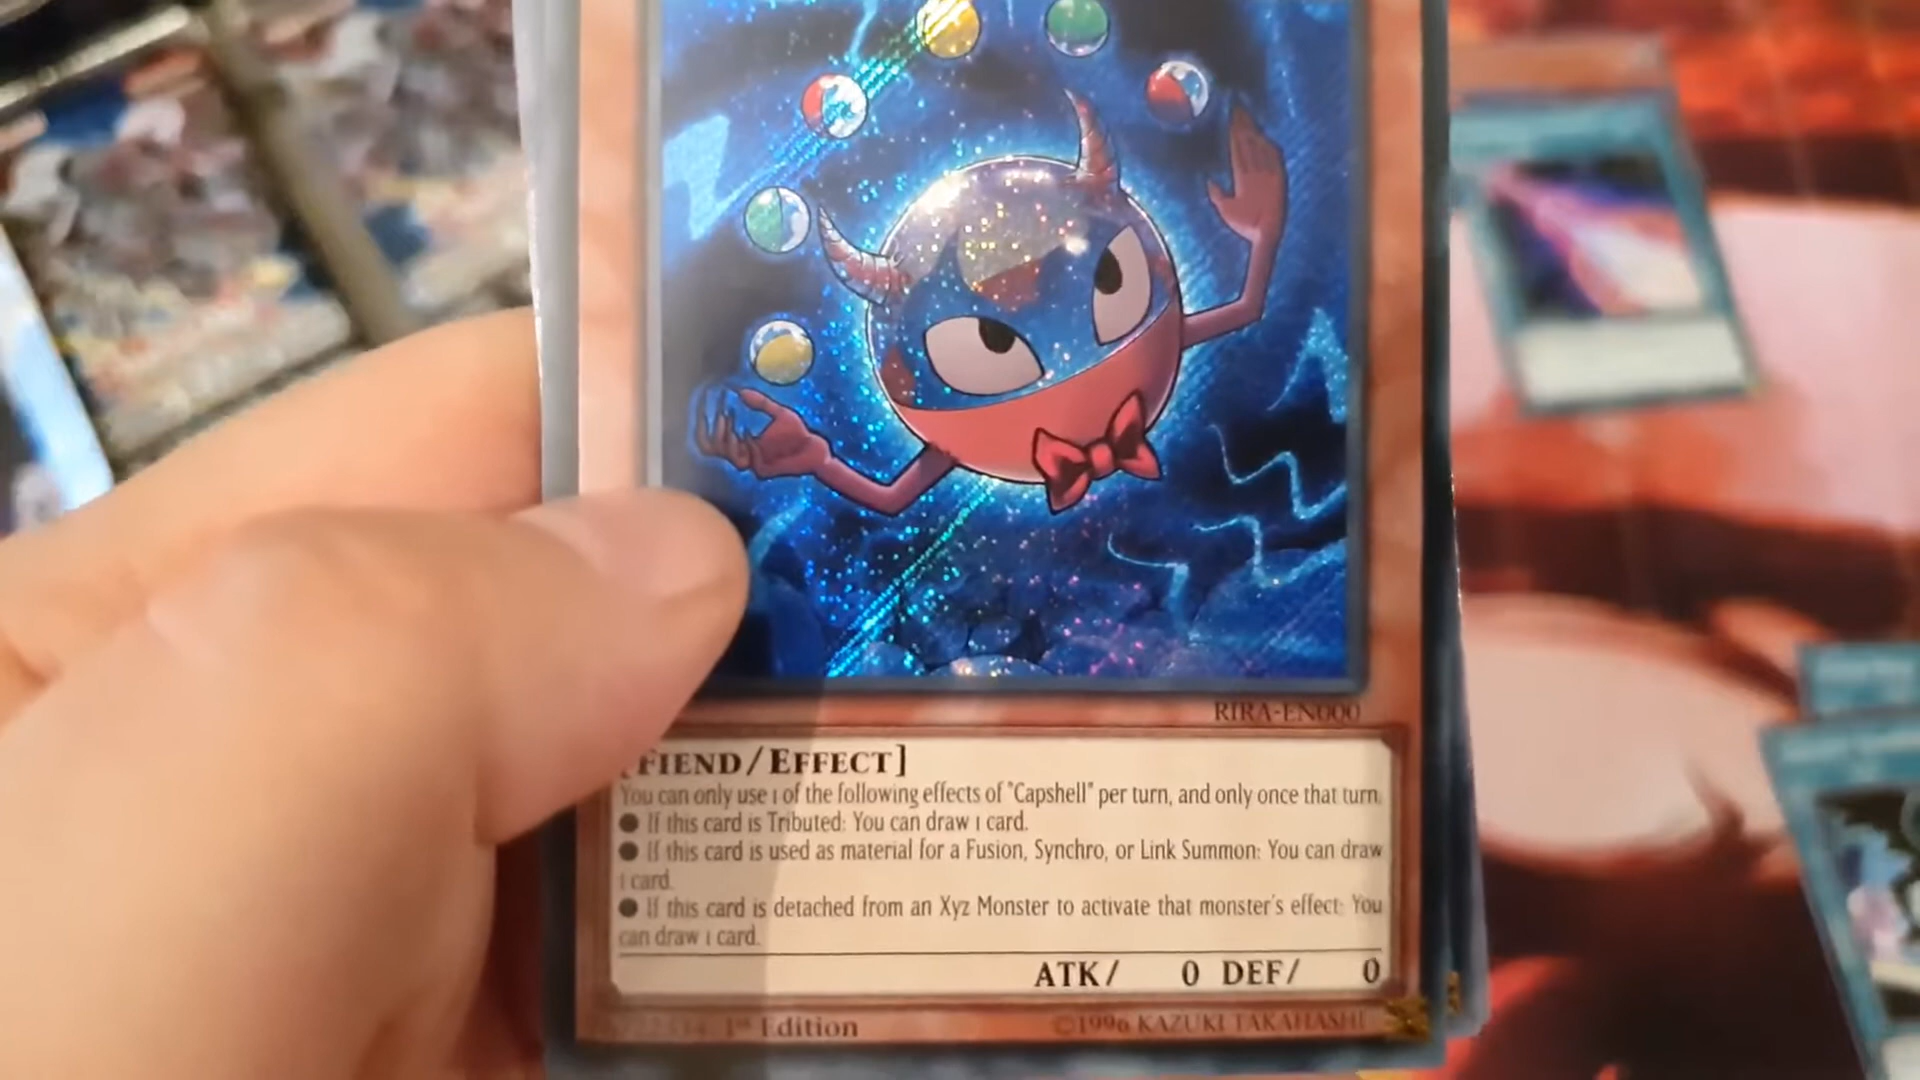 RIRA-EN000
[FIEND/EFFECT]
You can only use 1 of the following effects of "Capshell" per turn, and only once that turn.
● If this card is Tributed: You can draw 1 card.
● If this card is used as material for a Fusion, Synchro, or Link Summon: You can draw
1 card.
● If this card is detached from an Xyz Monster to activate that monster's effect: You
can draw 1 card.
ATK/ 0 DEF/ 0
1st Edition ©1996 KAZUKI TAKAHASHI